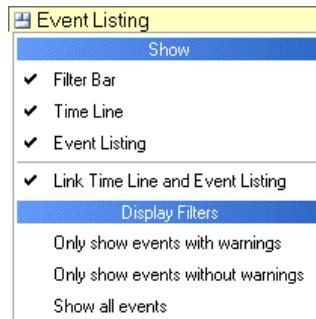 Event Listing
Show
Filter Bar
Time Line
Event Listing
Link Time Line and Event Listing
Display Filters
Only show events with warnings
Only show events without warnings
Show all events